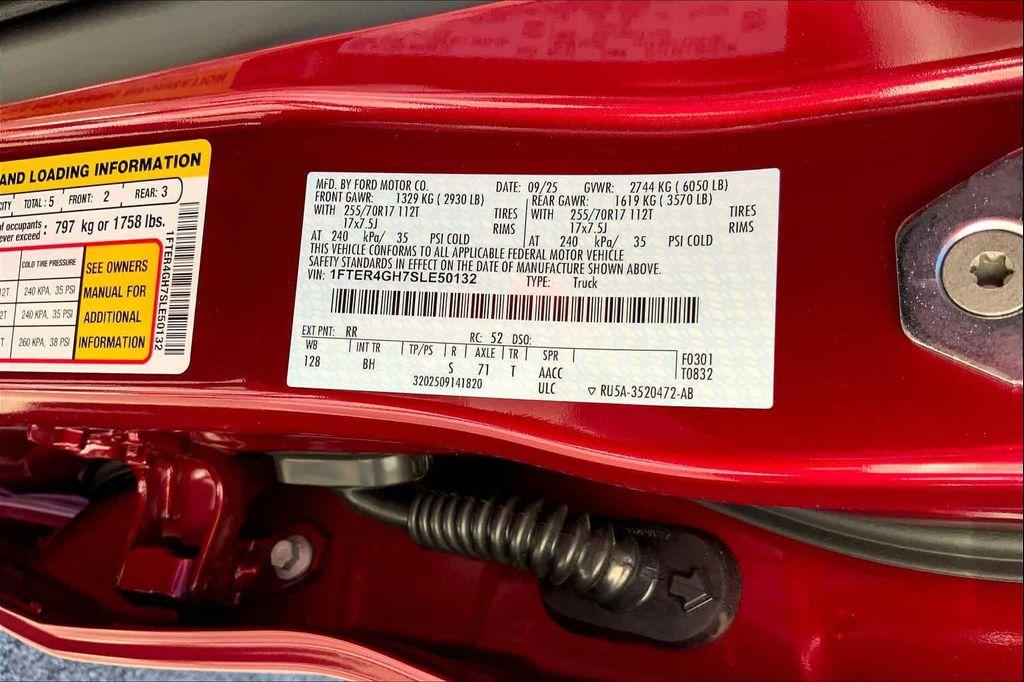 AND LOADING INFORMATION
CITY TOTAL: 5 FRONT: 2 REAR: 3
of occupants
ever exceed : 797 kg or 1758 lbs.
COLD TIRE PRESSURE
12T 240 KPA, 35 PSI
2T 240 KPA, 35 PSI
T 260 KPA, 38 PSI
SEE OWNERS
MANUAL FOR
ADDITIONAL
INFORMATION
1FTER4GH7SLE50132
MFD. BY FORD MOTOR CO. DATE: 09/25 GVWR: 2744 KG ( 6050 LB)
FRONT GAWR: 1329 KG ( 2930 LB) REAR GAWR: 1619 KG ( 3570 LB)
WITH 255/70R17 112T TIRES WITH 255/70R17 112T TIRES
17x7.5J RIMS 17x7.5J RIMS
AT 240 kPa/ 35 PSI COLD AT 240 kPa/ 35 PSI COLD
THIS VEHICLE CONFORMS TO ALL APPLICABLE FEDERAL MOTOR VEHICLE
SAFETY STANDARDS IN EFFECT ON THE DATE OF MANUFACTURE SHOWN ABOVE.
VIN: 1FTER4GH7SLE50132 TYPE: Truck
EXT PNT: RR RC: 52 DSO:
WB INT TR TP/PS R AXLE TR SPR F0301
128 BH S 71 T AACC T0832
3202509141820 ULC ▽ RU5A-3520472-AB